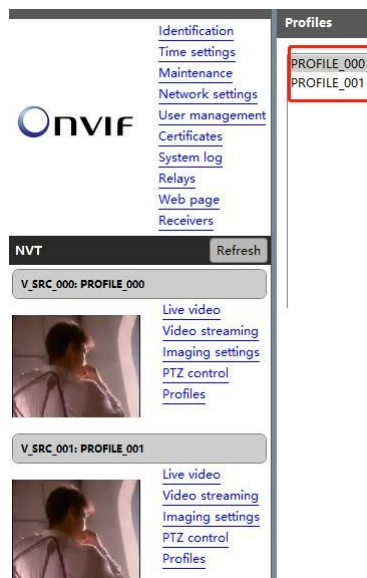 ONVIF
Identification
Time settings
Maintenance
Network settings
User management
Certificates
System log
Relays
Web page
Receivers
NVT
Refresh
V_SRC_000: PROFILE_000
Live video
Video streaming
Imaging settings
PTZ control
Profiles
V_SRC_001: PROFILE_001
Live video
Video streaming
Imaging settings
PTZ control
Profiles
Profiles
PROFILE_000
PROFILE_001